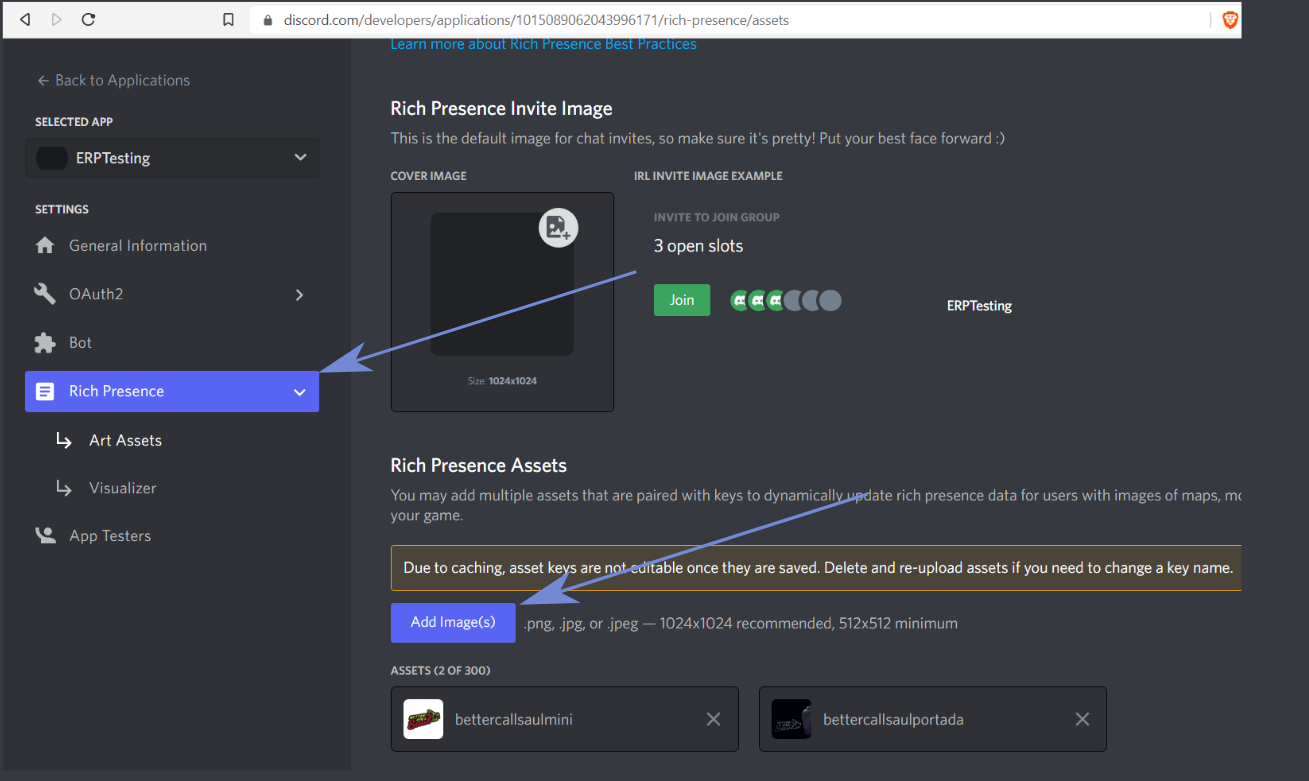 discord.com/developers/applications/1015089062043996171/rich-presence/assets
Learn more about Rich Presence Best Practices
← Back to Applications
SELECTED APP
ERPTesting
SETTINGS
General Information
OAuth2
Bot
Rich Presence
Art Assets
Visualizer
App Testers
Rich Presence Invite Image
This is the default image for chat invites, so make sure it's pretty! Put your best face forward :)
COVER IMAGE
Size: 1024x1024
IRL INVITE IMAGE EXAMPLE
INVITE TO JOIN GROUP
3 open slots
Join
ERPTesting
Rich Presence Assets
You may add multiple assets that are paired with keys to dynamically update rich presence data for users with images of maps, mo
your game.
Due to caching, asset keys are not editable once they are saved. Delete and re-upload assets if you need to change a key name.
Add Image(s)
.png, .jpg, or .jpeg — 1024x1024 recommended, 512x512 minimum
ASSETS (2 OF 300)
bettercallsaulmini
bettercallsaulportada